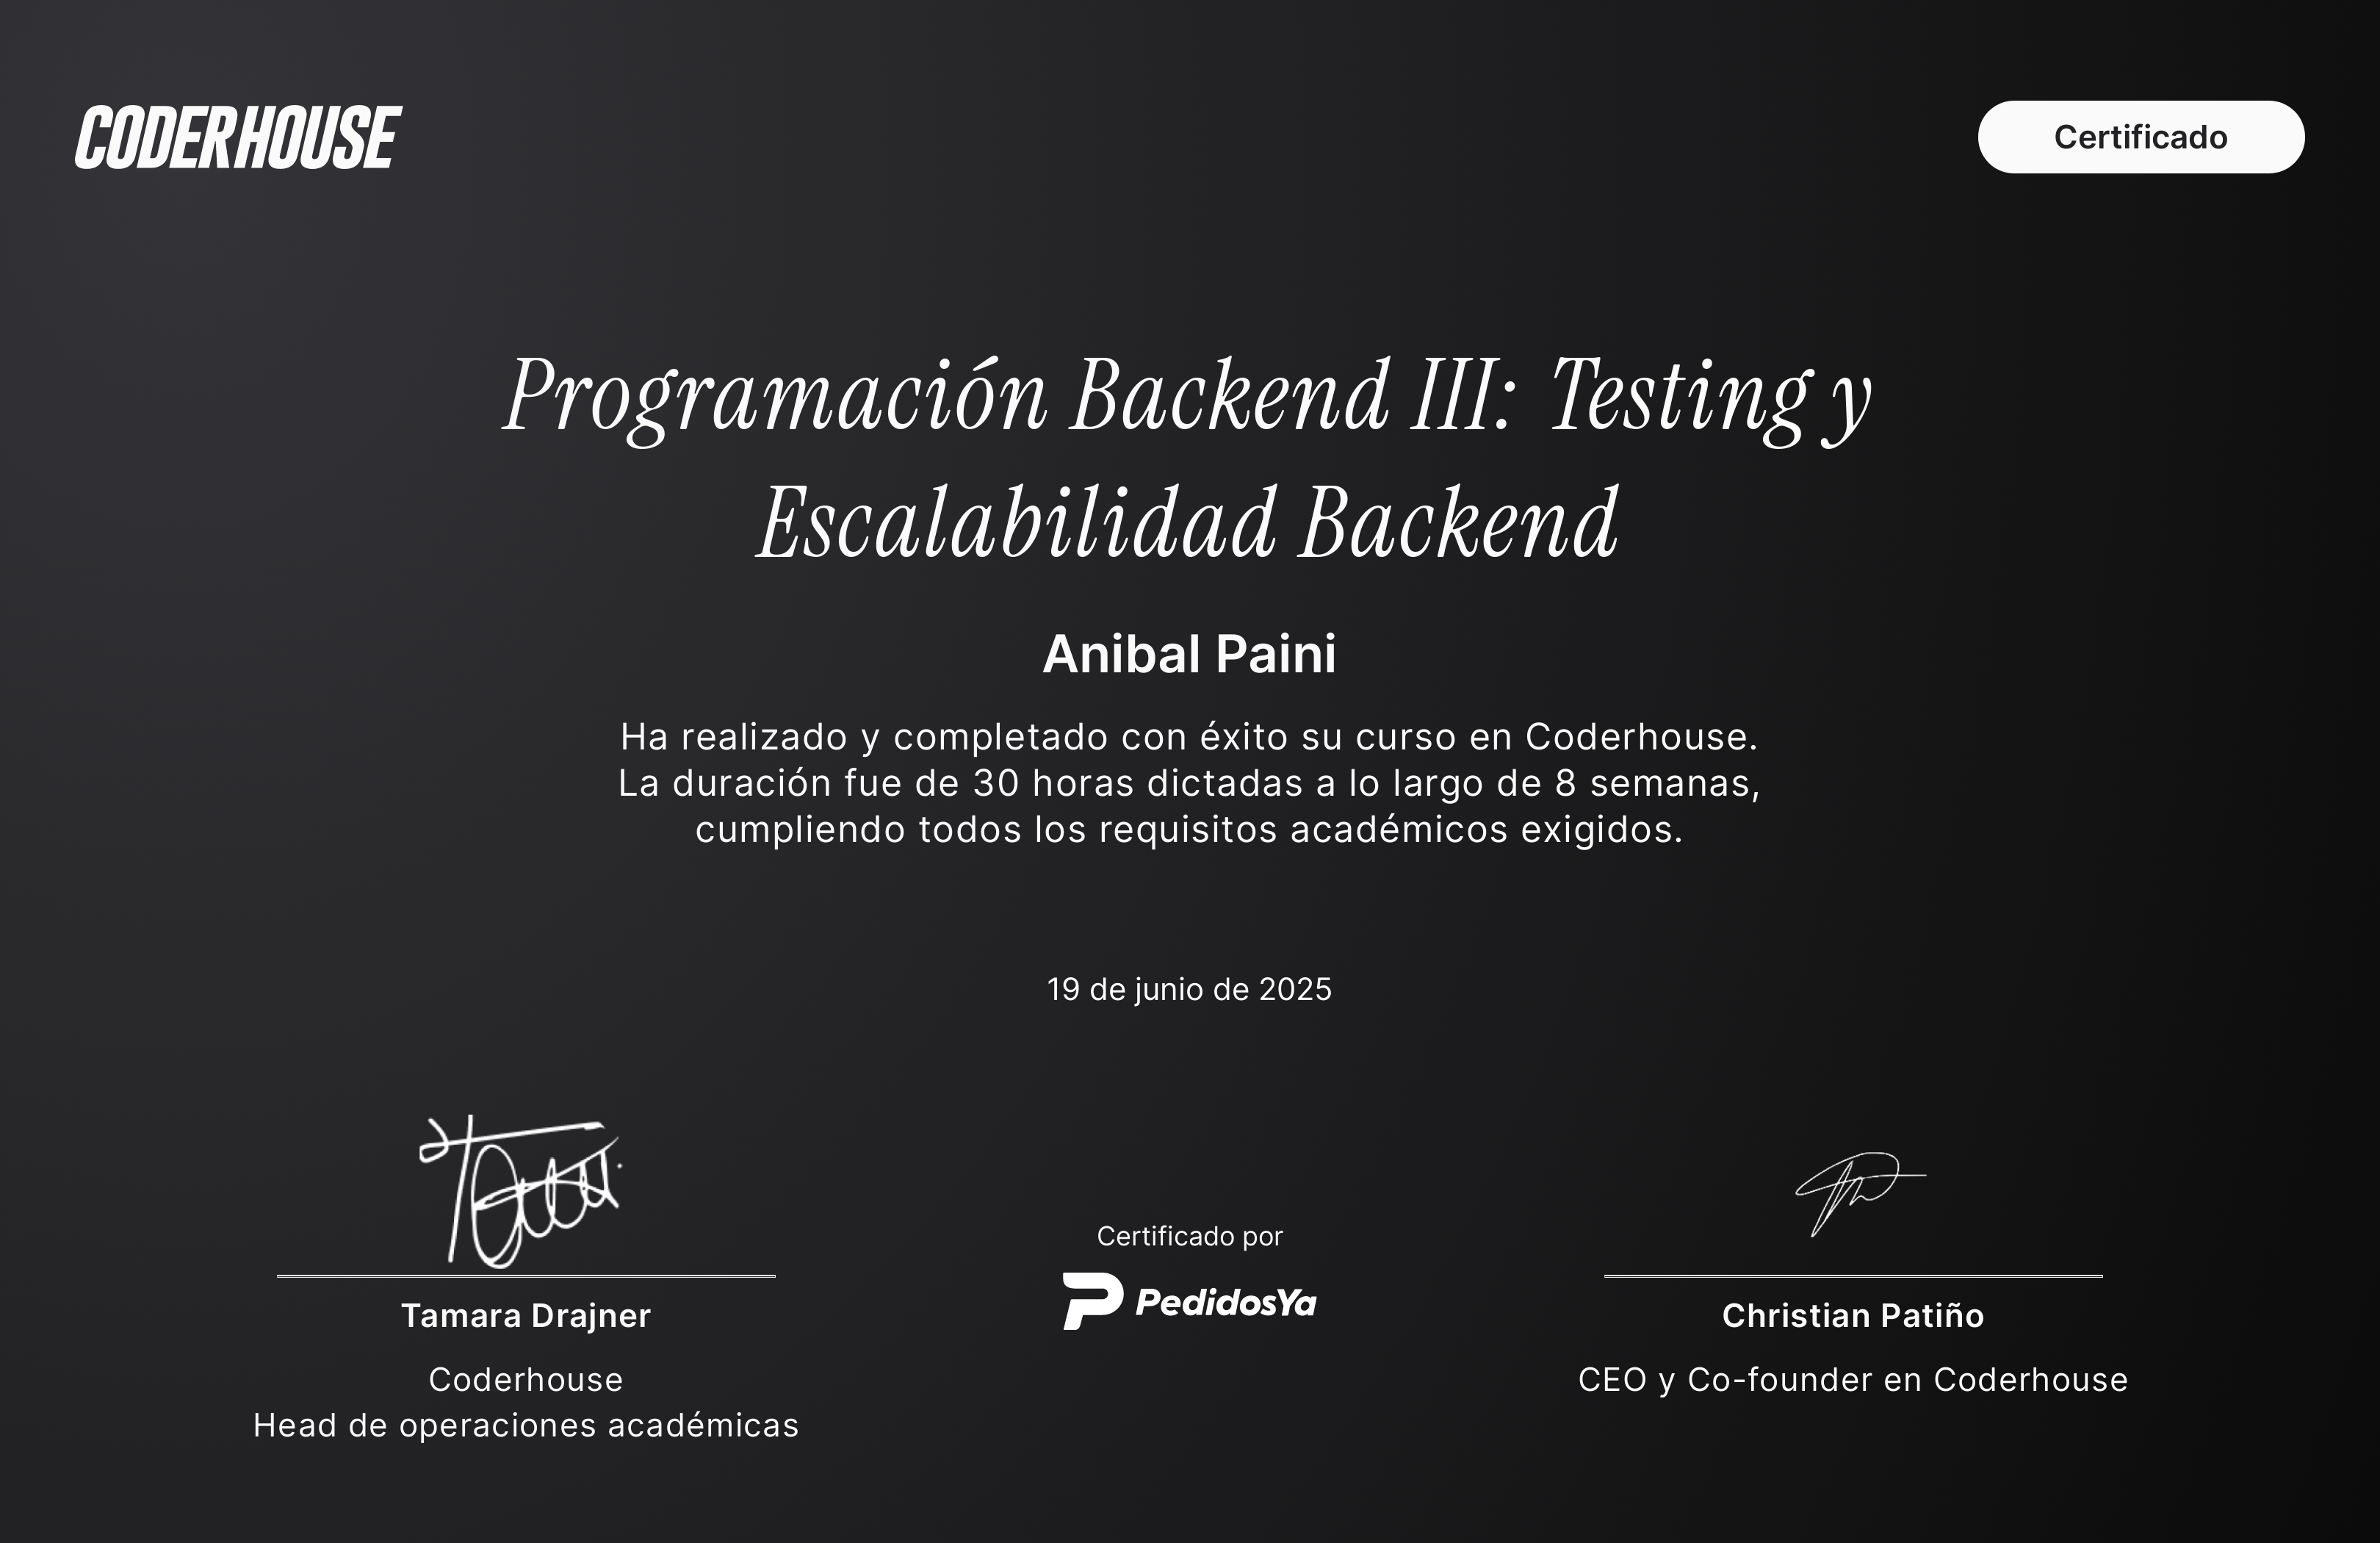 CODERHOUSE
Certificado
Programación Backend III: Testing y
Escalabilidad Backend
Anibal Paini
Ha realizado y completado con éxito su curso en Coderhouse.
La duración fue de 30 horas dictadas a lo largo de 8 semanas,
cumpliendo todos los requisitos académicos exigidos.
19 de junio de 2025
Certificado por
PedidosYa
Tamara Drajner
Coderhouse
Head de operaciones académicas
Christian Patiño
CEO y Co-founder en Coderhouse